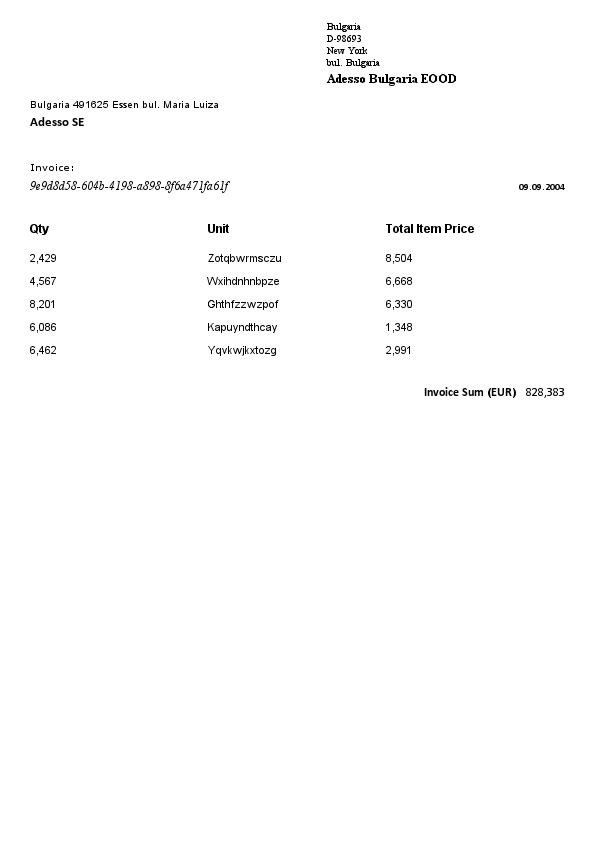 Bulgaria
D-98693
New York
bul. Bulgaria
Adesso Bulgaria EOOD
Bulgaria 491625 Essen bul. Maria Luiza
Adesso SE
Invoice:
9e9d8d58-604b-4198-a898-8f6a471fa61f
09.09.2004
Qty Unit Total Item Price
2,429 Zotqbwrmsczu 8,504
4,567 Wxihdnhnbpze 6,668
8,201 Ghthfzzwzpof 6,330
6,086 Kapuyndthcay 1,348
6,462 Yqvkwjkxtozg 2,991
Invoice Sum (EUR) 828,383